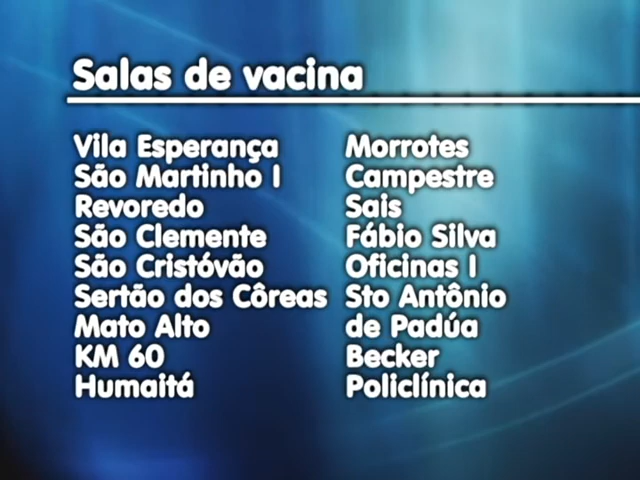 Salas de vacina
Vila Esperança
São Martinho I
Revoredo
São Clemente
São Cristóvão
Sertão dos Côreas
Mato Alto
KM 60
Humaitá
Morrotes
Campestre
Sais
Fábio Silva
Oficinas I
Sto Antônio
de Padúa
Becker
Policlínica